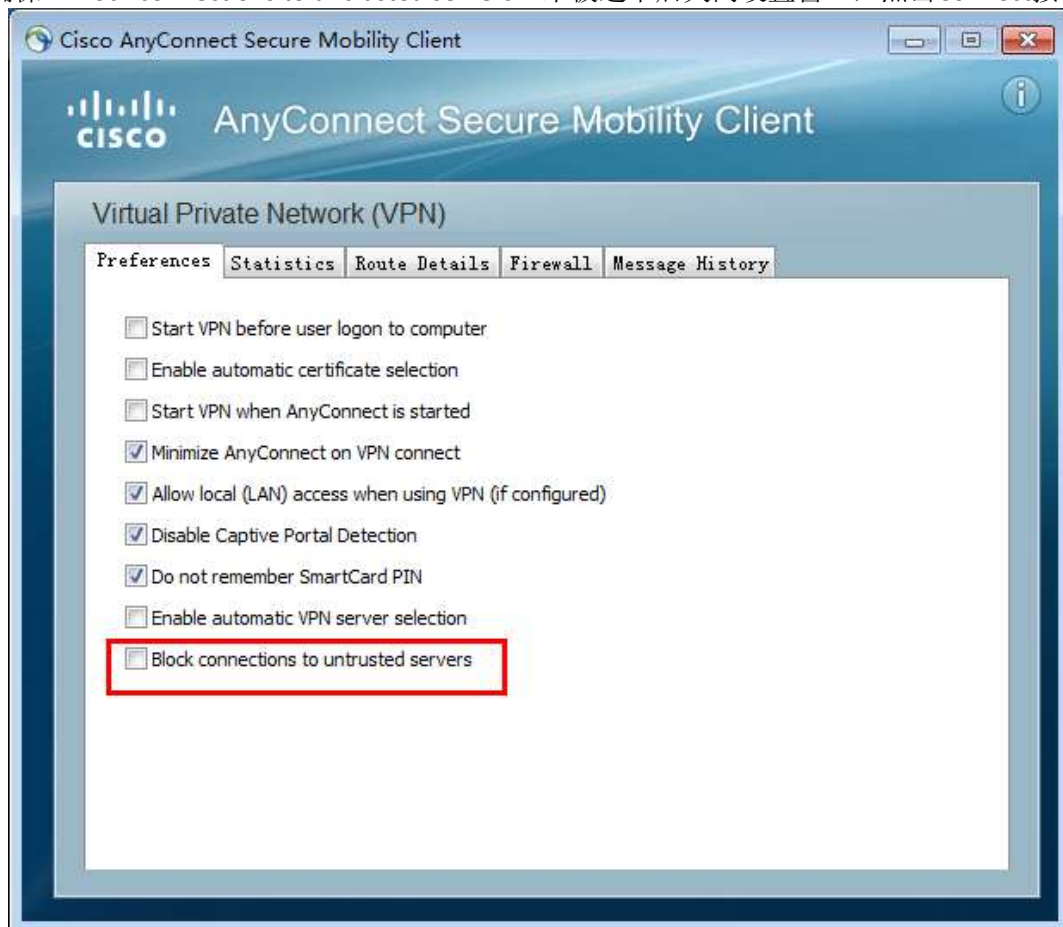 Cisco AnyConnect Secure Mobility Client
CISCO
AnyConnect Secure Mobility Client
Virtual Private Network (VPN)
Preferences Statistics Route Details Firewall Message History
Start VPN before user logon to computer
Enable automatic certificate selection
Start VPN when AnyConnect is started
Minimize AnyConnect on VPN connect
Allow local (LAN) access when using VPN (if configured)
Disable Captive Portal Detection
Do not remember SmartCard PIN
Enable automatic VPN server selection
Block connections to untrusted servers